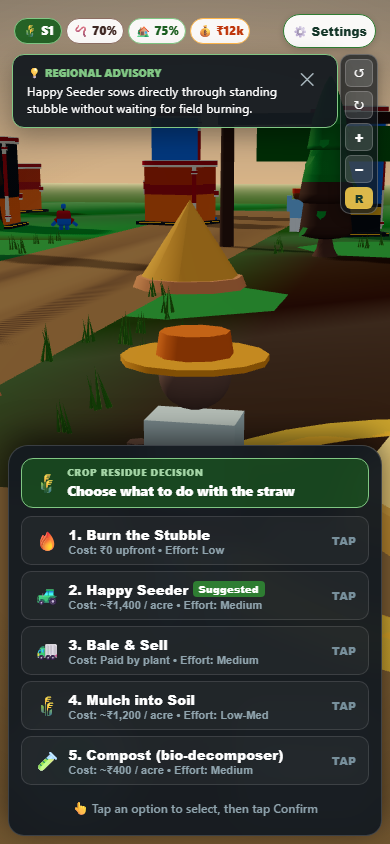 S1
70%
75%
₹12k
Settings
REGIONAL ADVISORY
Happy Seeder sows directly through standing
stubble without waiting for field burning.
R
CROP RESIDUE DECISION
Choose what to do with the straw
1. Burn the Stubble
Cost: ₹0 upfront • Effort: Low
TAP
2. Happy Seeder Suggested
Cost: ~₹1,400 / acre • Effort: Medium
TAP
3. Bale & Sell
Cost: Paid by plant • Effort: Medium
TAP
4. Mulch into Soil
Cost: ~₹1,200 / acre • Effort: Low-Med
TAP
5. Compost (bio-decomposer)
Cost: ~₹400 / acre • Effort: Medium
TAP
Tap an option to select, then tap Confirm